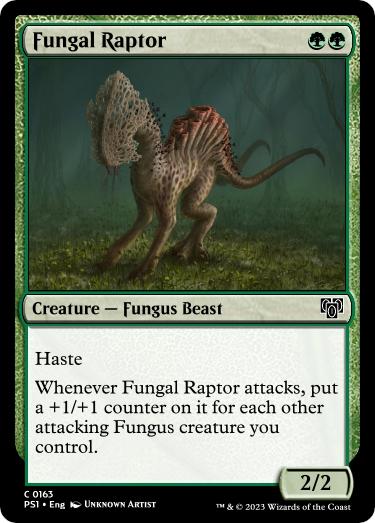 Fungal Raptor
Creature — Fungus Beast
Haste
Whenever Fungal Raptor attacks, put
a +1/+1 counter on it for each other
attacking Fungus creature you
control.
2/2
C 0163
PS1 • Eng Unknown Artist
™ & © 2023 Wizards of the Coast